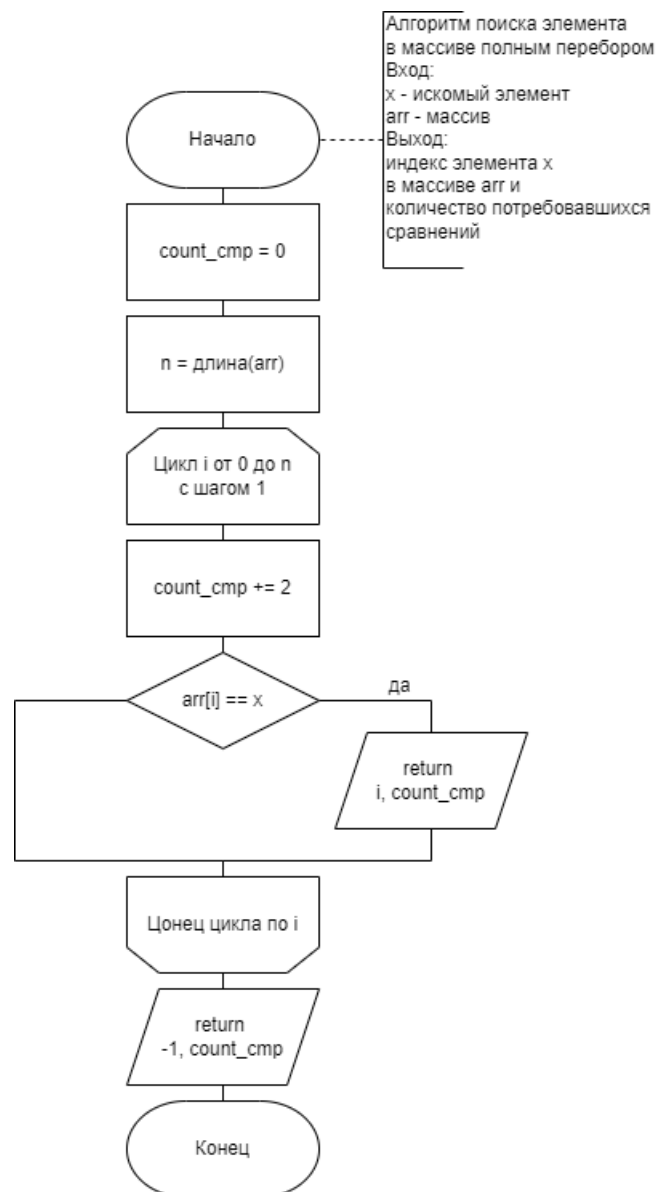 Алгоритм поиска элемента
в массиве полным перебором
Вход:
x - искомый элемент
arr - массив
Выход:
индекс элемента x
в массиве arr и
количество потребовавшихся
сравнений
Начало
count_cmp = 0
n = длина(arr)
Цикл i от 0 до n
с шагом 1
count_cmp += 2
arr[i] == x
да
return
i, count_cmp
Цонец цикла по i
return
-1, count_cmp
Конец